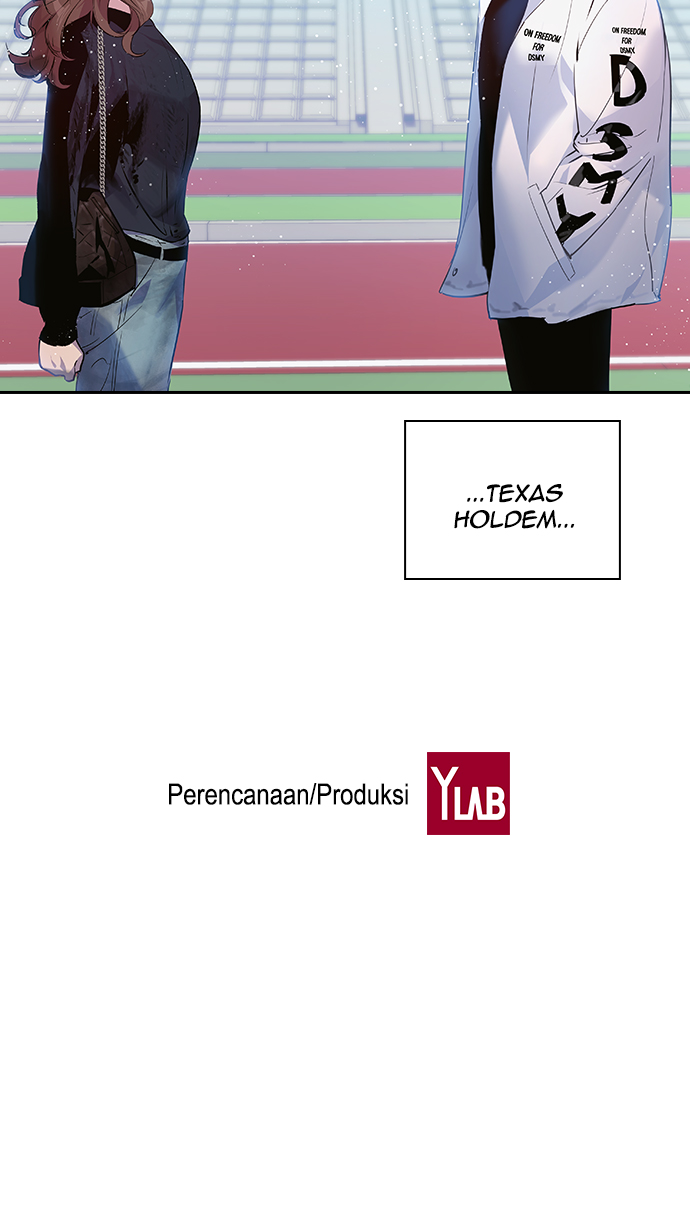 ON FREEDOM
FOR
DSMY
ON FREEDOM
FOR
DSMY
DSMY
...TEXAS
HOLDEM...
Perencanaan/Produksi
YLAB